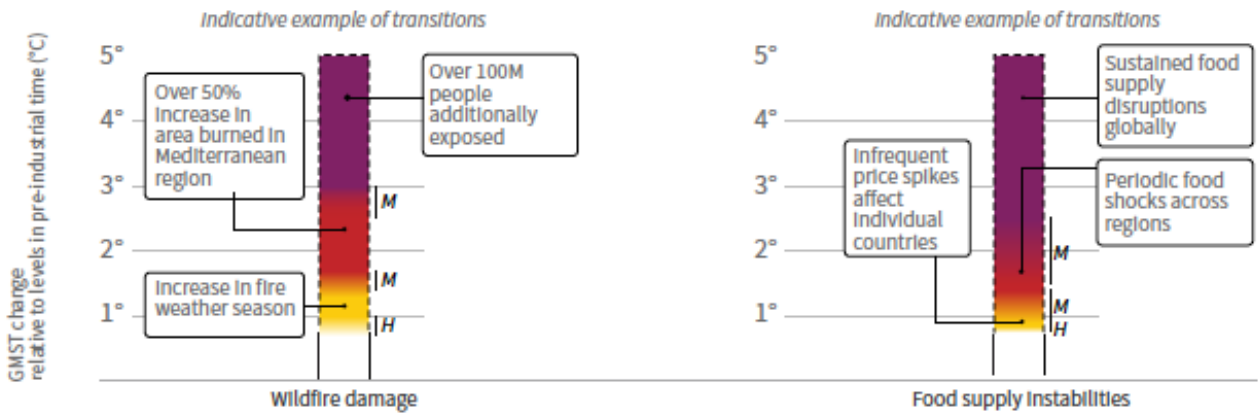 Indicative example of transitions
GMST change
relative to levels in pre-industrial time (°C)
5°
4°
3°
2°
1°
Over 50%
increase in
area burned in
Mediterranean
region
Over 100M
people
additionally
exposed
Increase in fire
weather season
M
M
H
Wildfire damage
Indicative example of transitions
5°
4°
3°
2°
1°
Sustained food
supply
disruptions
globally
Infrequent
price spikes
affect
individual
countries
Periodic food
shocks across
regions
M
M
H
Food supply instabilities